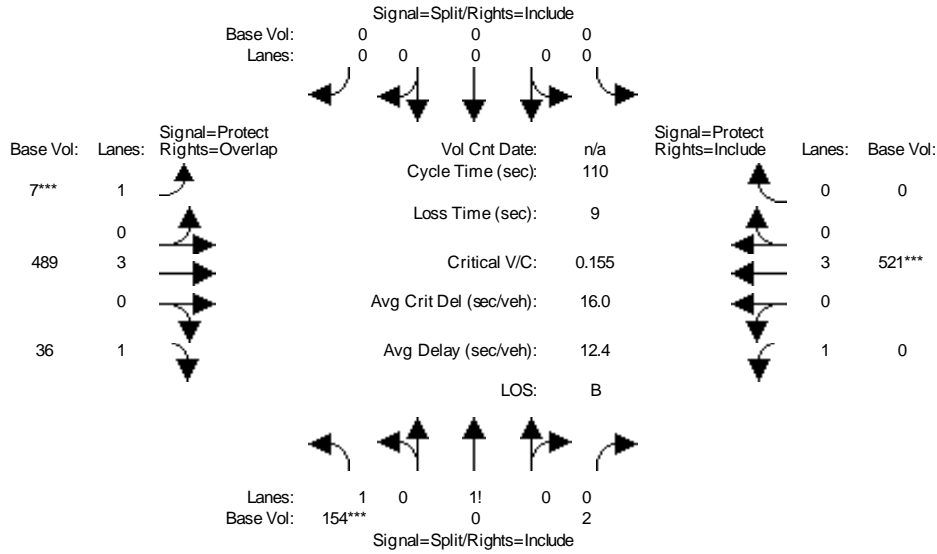 Signal=Split/Rights=Include
Base Vol: 0 0 0
Lanes: 0 0 0 0 0
Signal=Protect
Base Vol: Lanes: Rights=Overlap
Vol Cnt Date: n/a
Signal=Protect
Rights=Include Lanes: Base Vol:
Cycle Time (sec): 110
7*** 1 0 0
Loss Time (sec): 9
0 0
489 3 Critical V/C: 0.155 3 521***
0 Avg Crit Del (sec/veh): 16.0 0
36 1 Avg Delay (sec/veh): 12.4 1 0
LOS: B
Lanes: 1 0 1! 0 0
Base Vol: 154*** 0 2
Signal=Split/Rights=Include